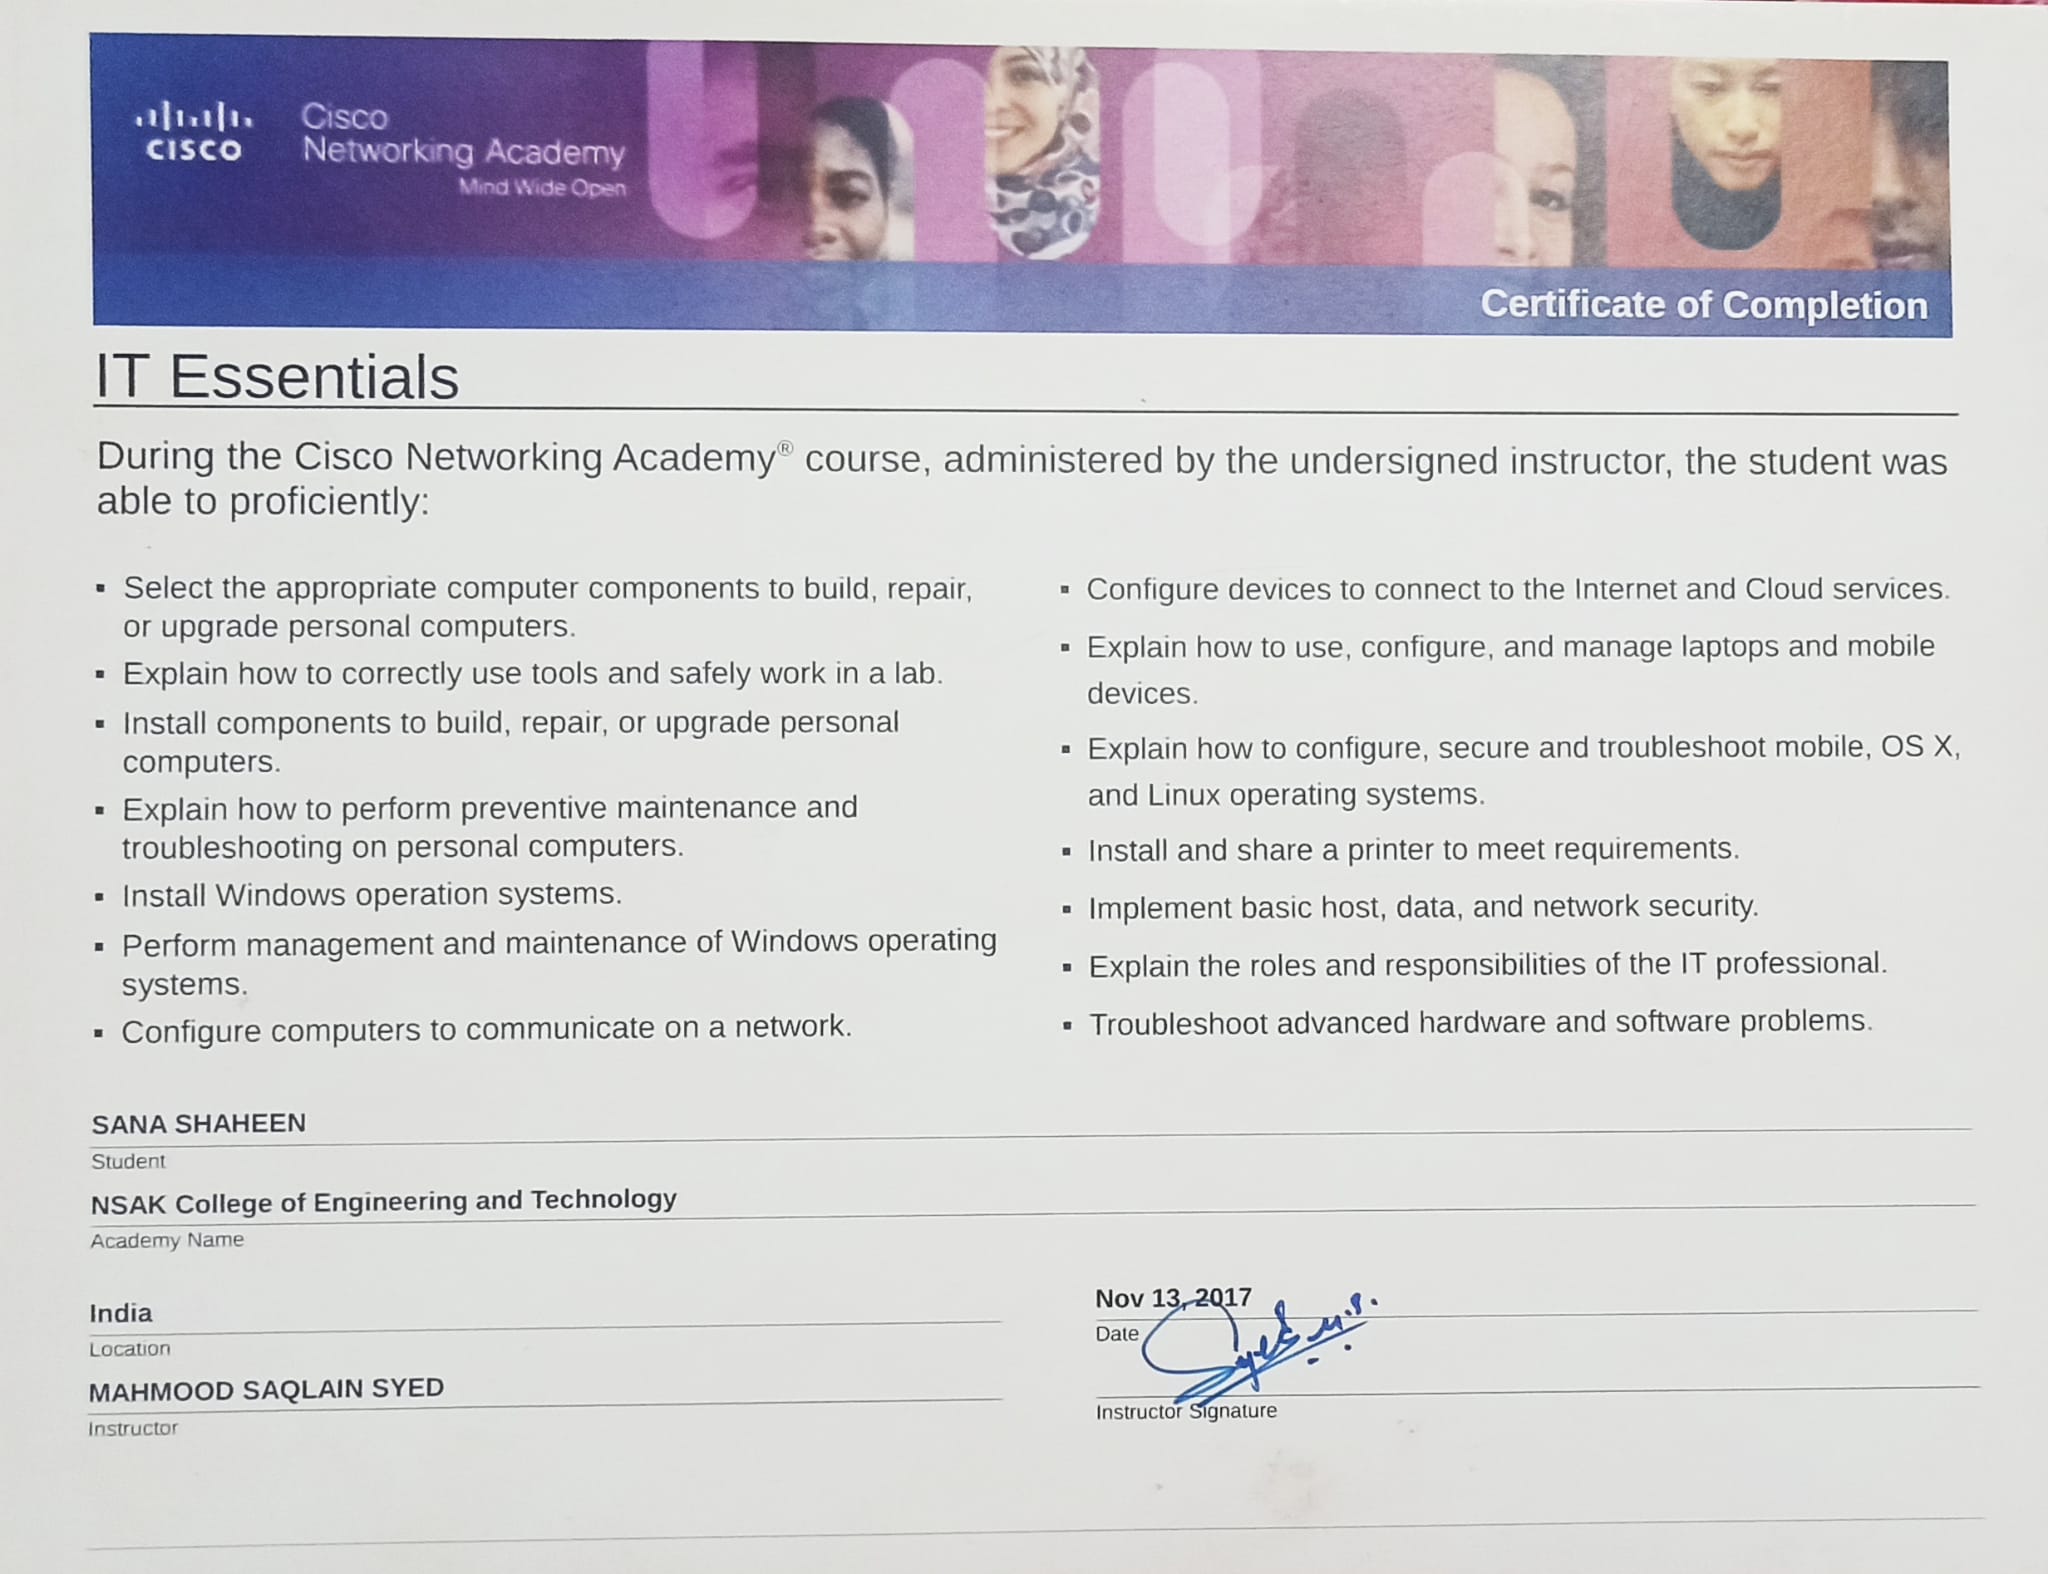 CISCO
Cisco
Networking Academy
Mind Wide Open
Certificate of Completion
IT Essentials
During the Cisco Networking Academy® course, administered by the undersigned instructor, the student was
able to proficiently:
▪ Select the appropriate computer components to build, repair,
or upgrade personal computers.
▪ Explain how to correctly use tools and safely work in a lab.
▪ Install components to build, repair, or upgrade personal
computers.
▪ Explain how to perform preventive maintenance and
troubleshooting on personal computers.
▪ Install Windows operation systems.
▪ Perform management and maintenance of Windows operating
systems.
▪ Configure computers to communicate on a network.
▪ Configure devices to connect to the Internet and Cloud services.
▪ Explain how to use, configure, and manage laptops and mobile
devices.
▪ Explain how to configure, secure and troubleshoot mobile, OS X,
and Linux operating systems.
▪ Install and share a printer to meet requirements.
▪ Implement basic host, data, and network security.
▪ Explain the roles and responsibilities of the IT professional.
▪ Troubleshoot advanced hardware and software problems.
SANA SHAHEEN
Student
NSAK College of Engineering and Technology
Academy Name
India
Location
MAHMOOD SAQLAIN SYED
Instructor
Nov 13, 2017
Date
Instructor Signature